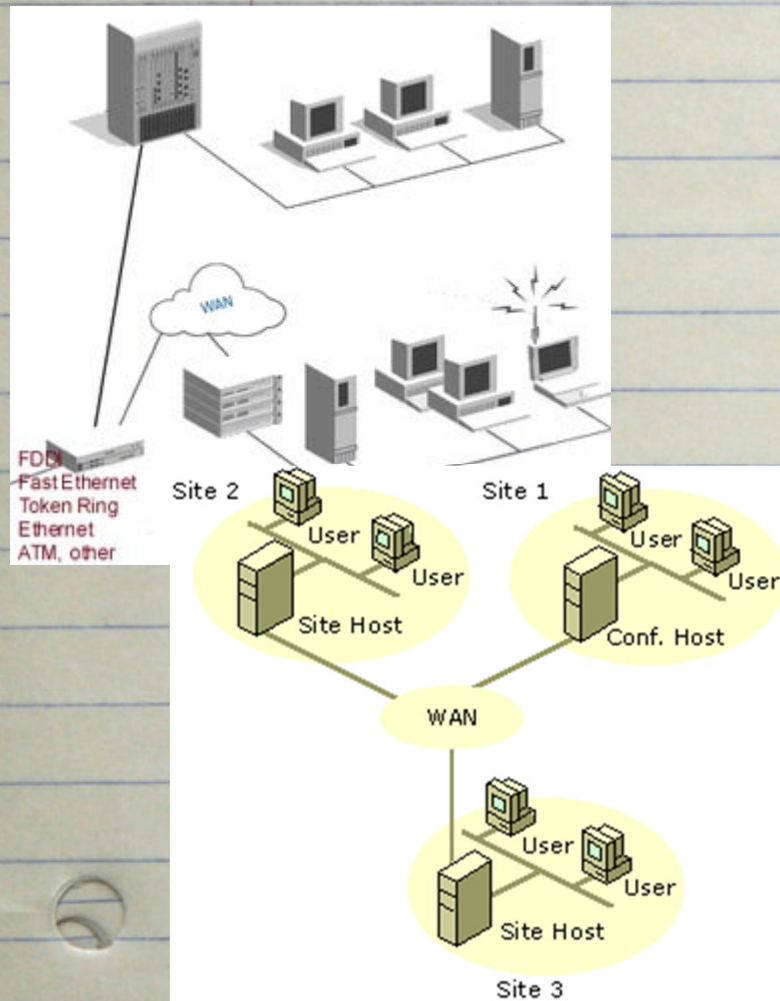 WAN
FDDI
Fast Ethernet
Token Ring
Ethernet
ATM, other
Site 2
Site 1
User
User
Site Host
User
User
Conf. Host
WAN
User
User
Site Host
Site 3